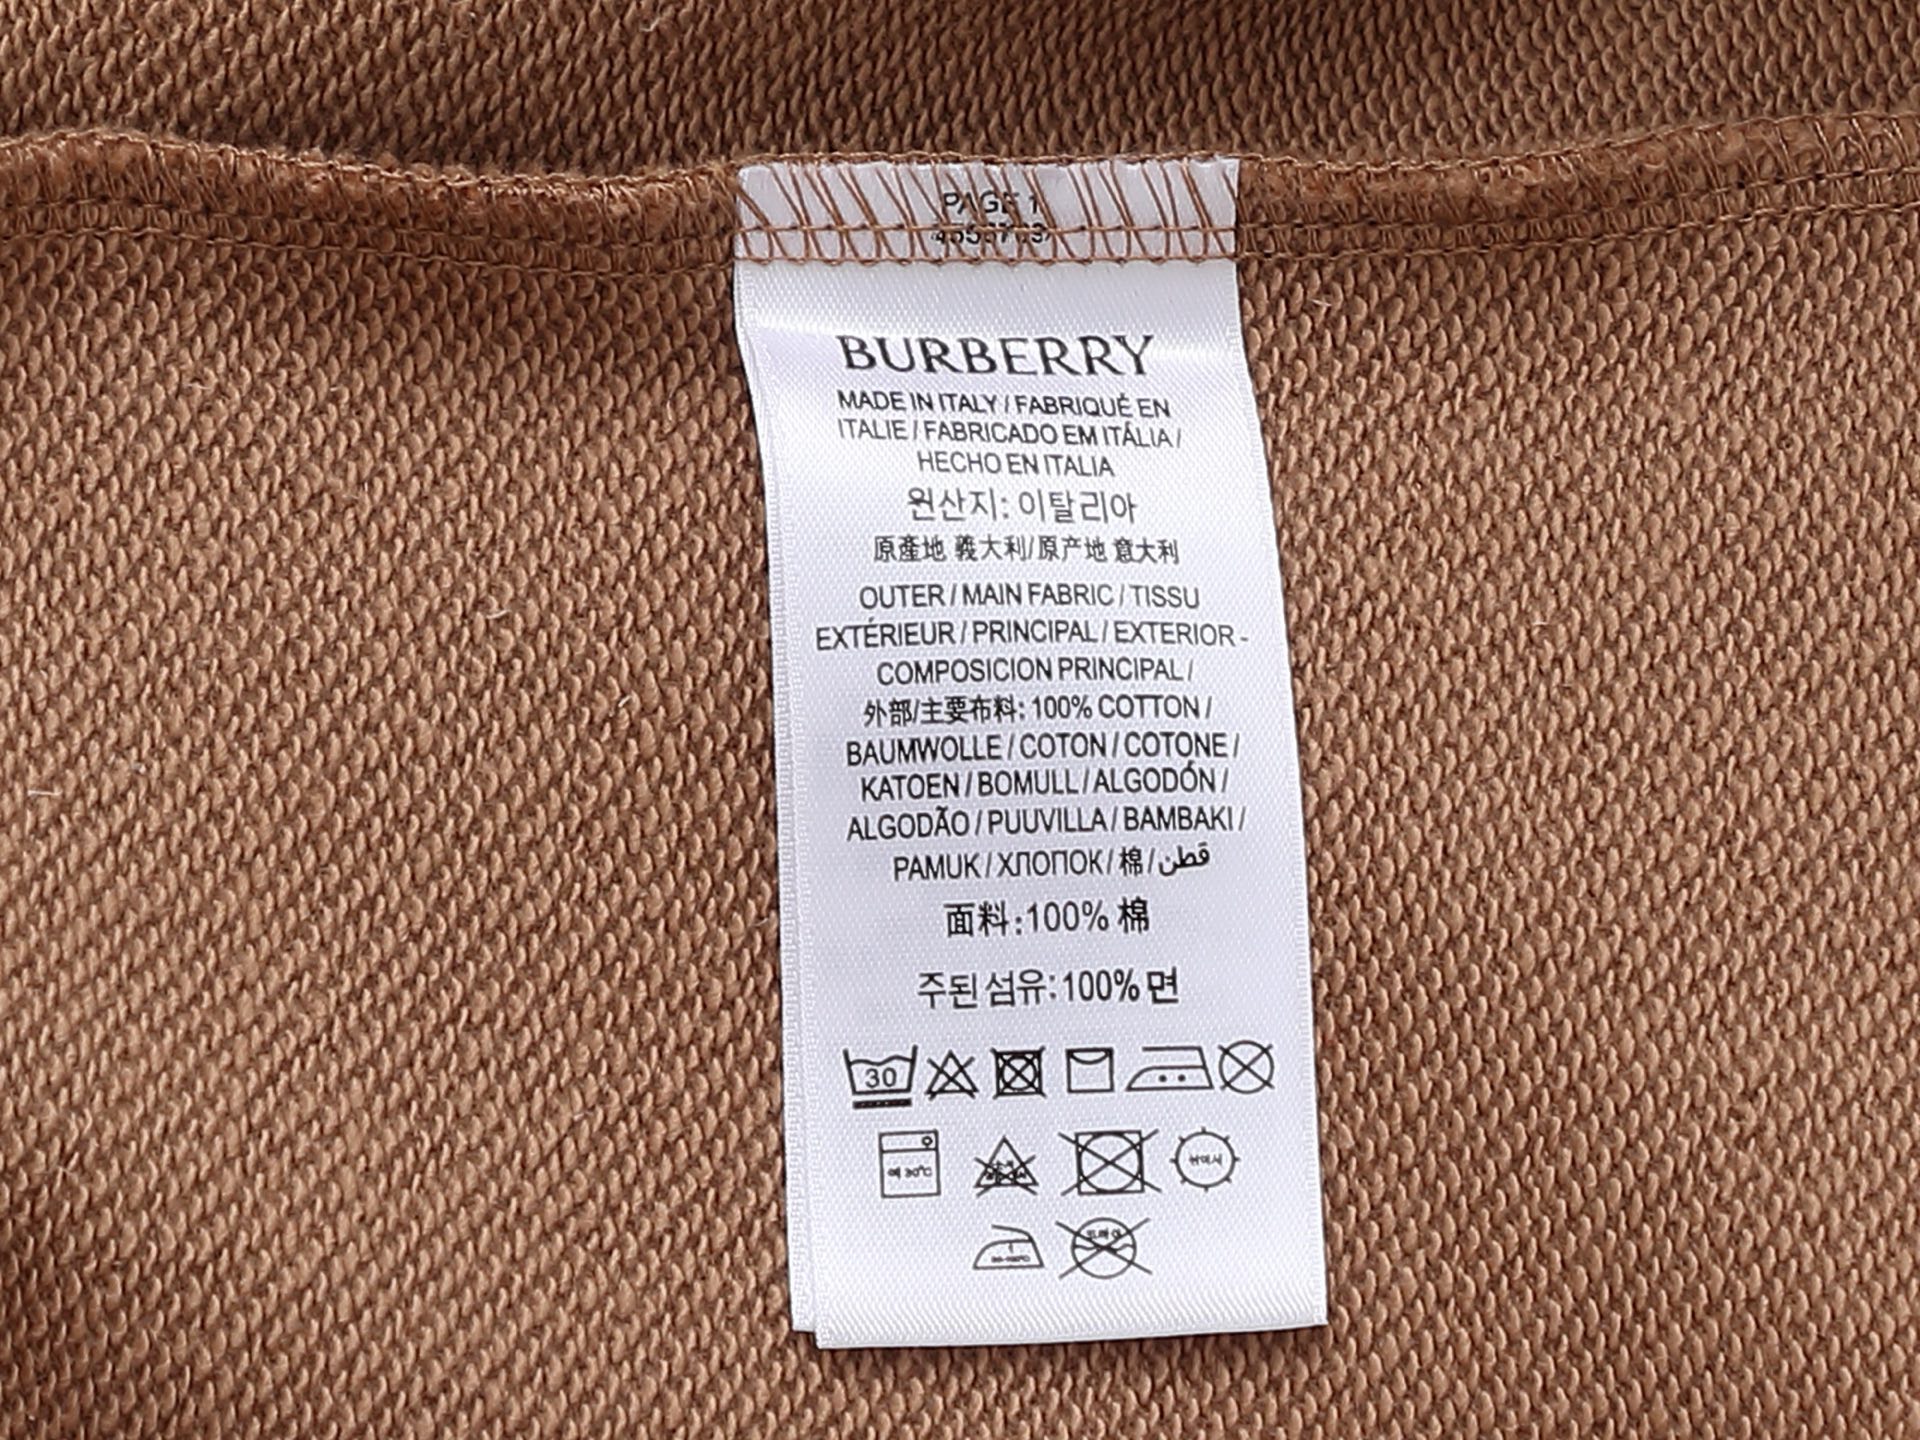 PAGE 1
BURBERRY
MADE IN ITALY / FABRIQUÉ EN
ITALIE / FABRICADO EM ITÁLIA /
HECHO EN ITALIA
원산지: 이탈리아
原產地 義大利/原产地 意大利
OUTER / MAIN FABRIC / TISSU
EXTÉRIEUR / PRINCIPAL / EXTERIOR -
COMPOSICION PRINCIPAL /
外部/主要布料: 100% COTTON /
BAUMWOLLE / COTON / COTONE /
KATOEN / BOMULL / ALGODÓN /
ALGODÃO / PUUVILLA / BAMBAKI /
PAMUK / ХЛОПОК / 棉 / قطن
面料:100% 棉
주된 섬유:100% 면
30